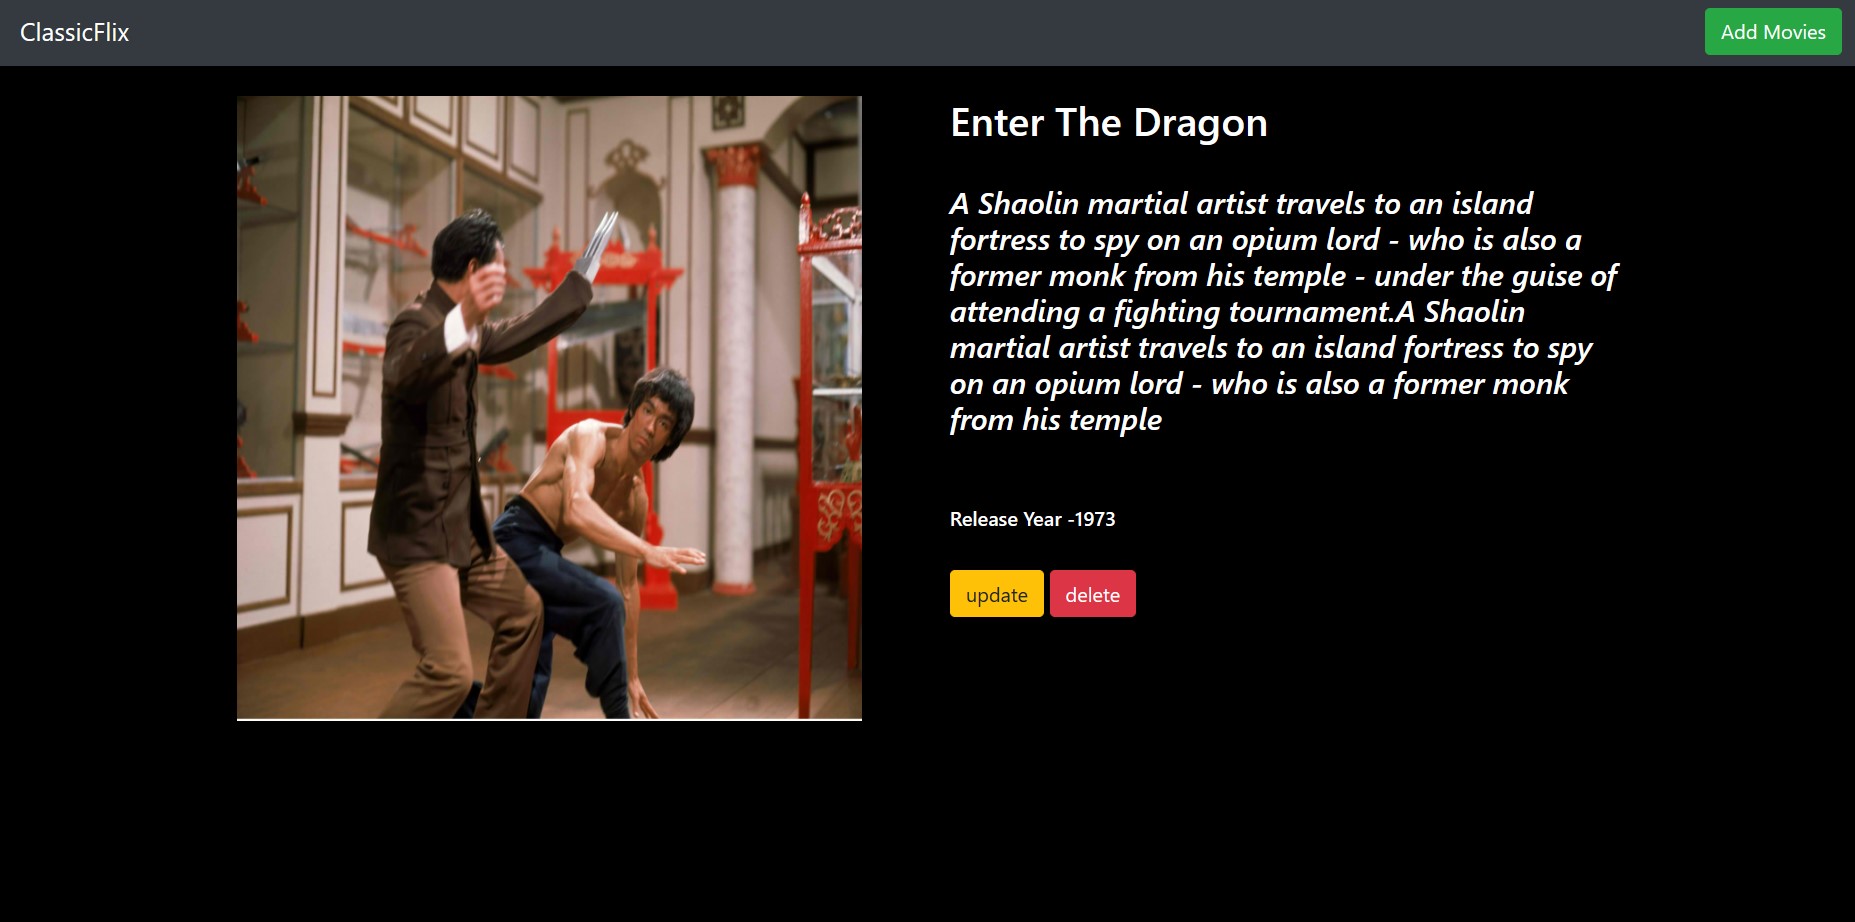 ClassicFlix
Add Movies
Enter The Dragon
A Shaolin martial artist travels to an island
fortress to spy on an opium lord - who is also a
former monk from his temple - under the guise of
attending a fighting tournament.A Shaolin
martial artist travels to an island fortress to spy
on an opium lord - who is also a former monk
from his temple
Release Year -1973
update
delete